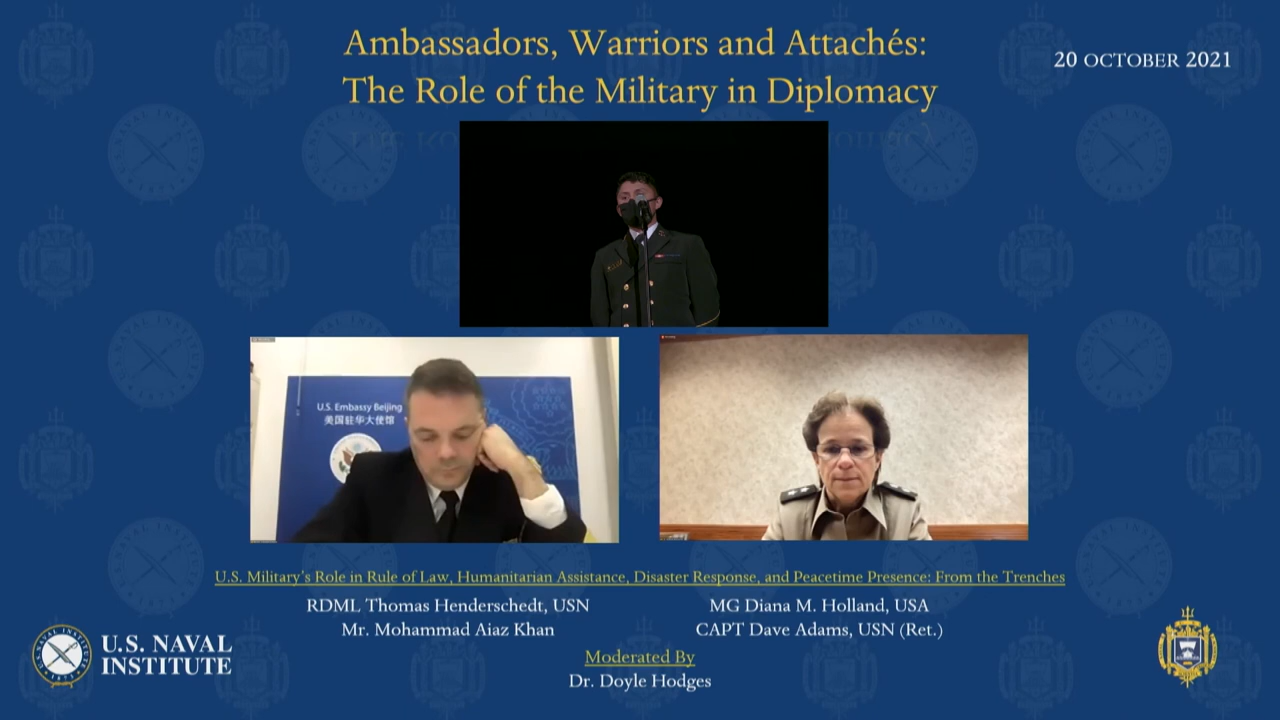 Ambassadors, Warriors and Attachés:
The Role of the Military in Diplomacy
20 OCTOBER 2021
U.S. Embassy Beijing
美国驻华大使馆
U.S. Military's Role in Rule of Law, Humanitarian Assistance, Disaster Response, and Peacetime Presence: From the Trenches
RDML Thomas Henderschedt, USN
MG Diana M. Holland, USA
Mr. Mohammad Aiaz Khan
CAPT Dave Adams, USN (Ret.)
Moderated By
Dr. Doyle Hodges
U.S. NAVAL
INSTITUTE